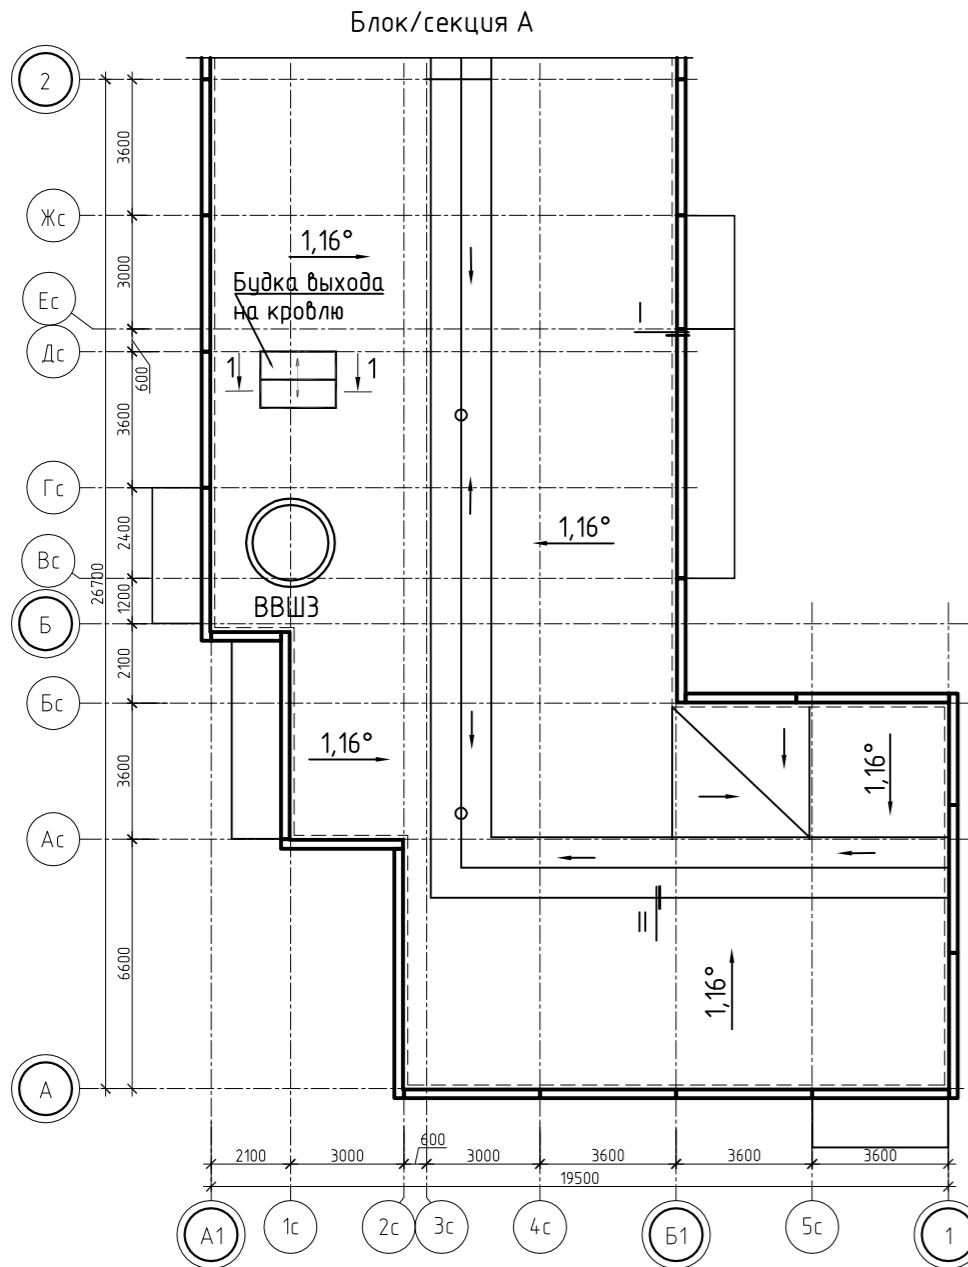 Блок/секция А
2
3600
Жс
1,16°
3000
Ес
Будка выхода
на кровлю
I
Дс
600
1
1
3600
Гс
2400
1,16°
Вс
26700
1200
ВВШЗ
Б
2100
Бс
1,16°
1,16°
3600
Ас
II
6600
1,16°
А
2100
3000
600
3000
3600
3600
3600
19500
А1
1с
2с
3с
4с
Б1
5с
1